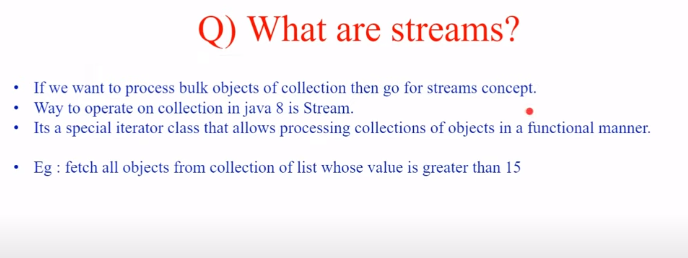 Q) What are streams?
• If we want to process bulk objects of collection then go for streams concept.
• Way to operate on collection in java 8 is Stream.
• Its a special iterator class that allows processing collections of objects in a functional manner.
• Eg : fetch all objects from collection of list whose value is greater than 15